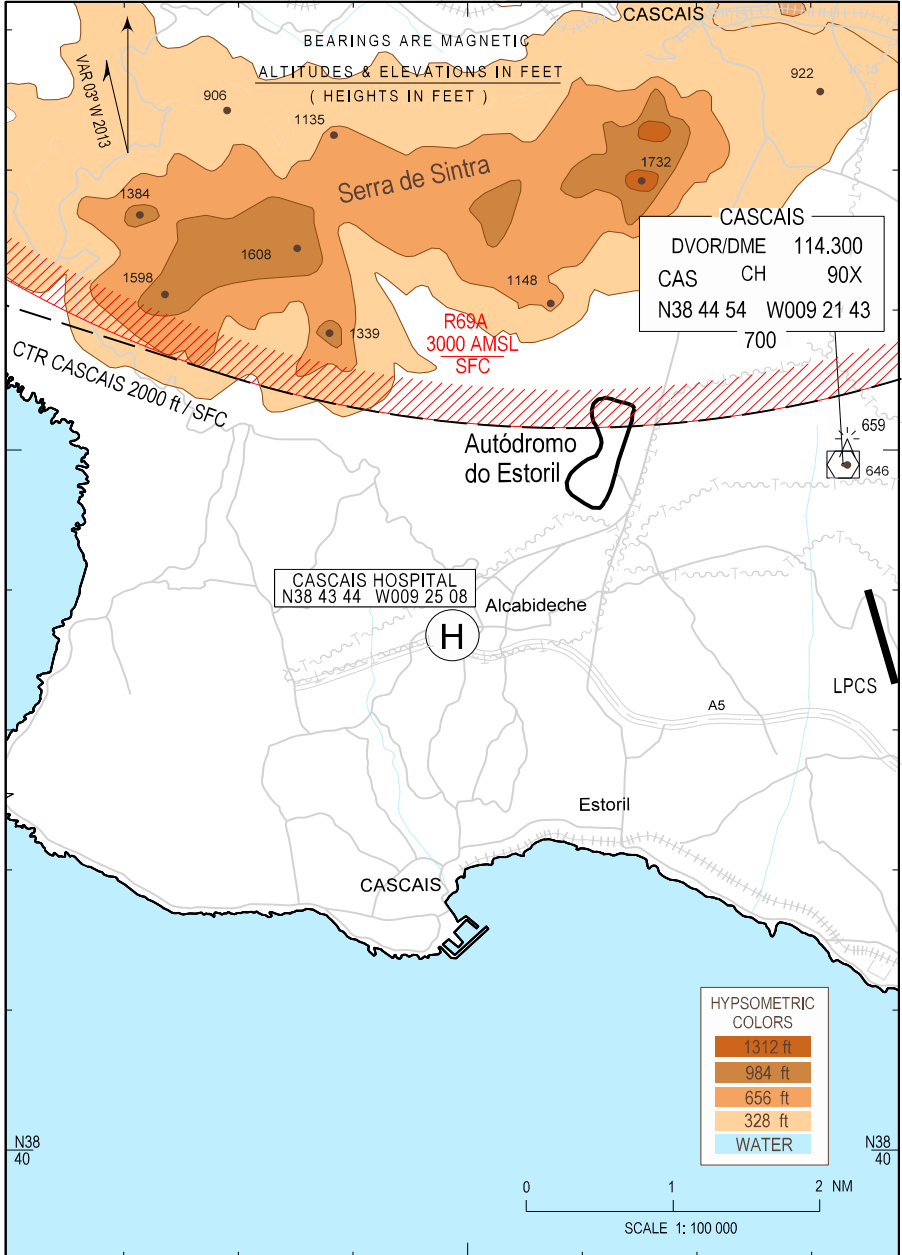 CASCAIS
BEARINGS ARE MAGNETIC
ALTITUDES & ELEVATIONS IN FEET
( HEIGHTS IN FEET )
VAR 03º W 2013
922
906
1135
1732
Serra de Sintra
1384
1608
1598
1148
1339
CASCAIS
DVOR/DME 114.300
CAS CH 90X
N38 44 54 W009 21 43
700
R69A
3000 AMSL
SFC
CTR CASCAIS 2000 ft / SFC
659
646
Autódromo
do Estoril
CASCAIS HOSPITAL
N38 43 44 W009 25 08
Alcabideche
H
LPCS
A5
Estoril
CASCAIS
HYPSOMETRIC
COLORS
1312 ft
984 ft
656 ft
328 ft
WATER
N38
40
N38
40
0 1 2 NM
SCALE 1: 100 000